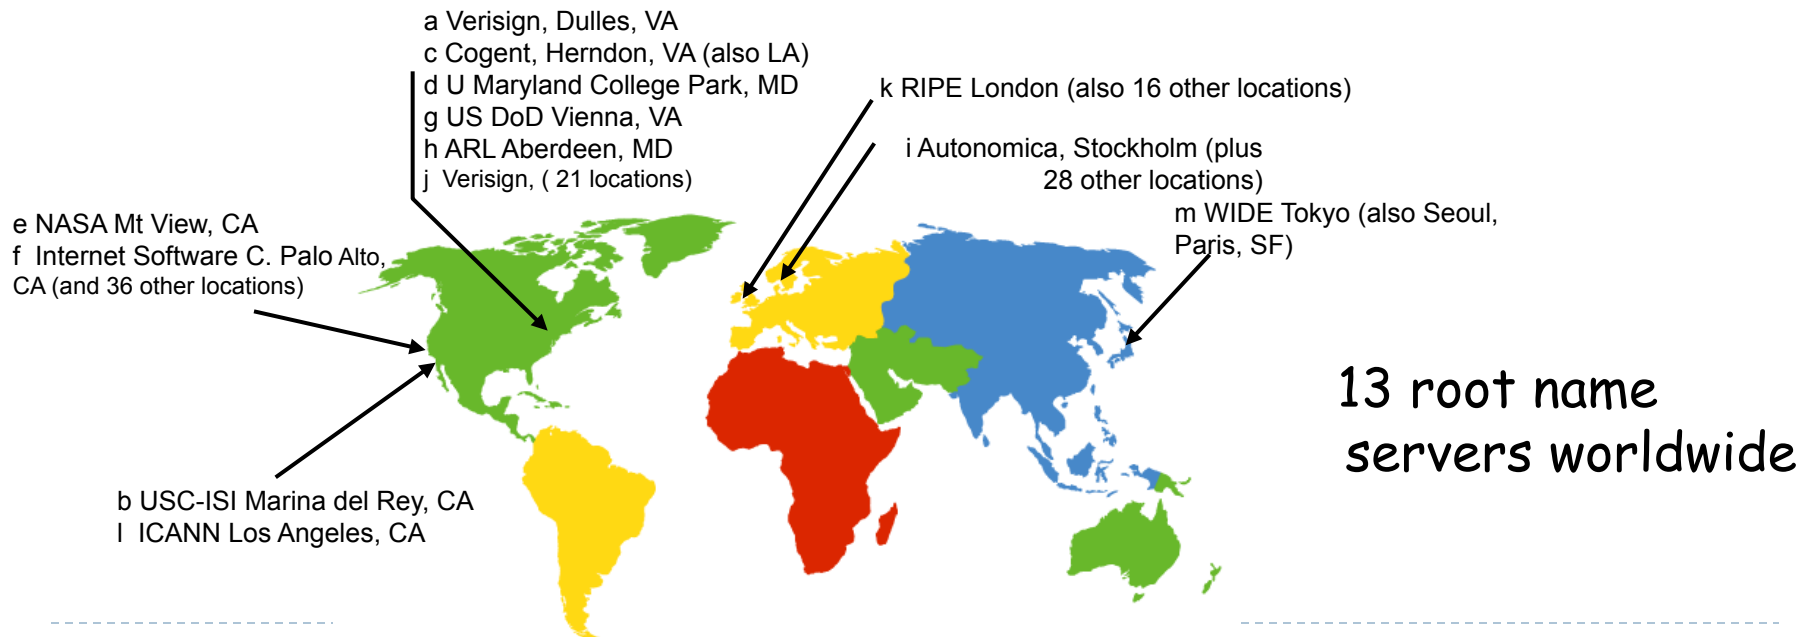 a Verisign, Dulles, VA
c Cogent, Herndon, VA (also LA)
d U Maryland College Park, MD
g US DoD Vienna, VA
h ARL Aberdeen, MD
j Verisign, ( 21 locations)
k RIPE London (also 16 other locations)
i Autonomica, Stockholm (plus
28 other locations)
m WIDE Tokyo (also Seoul,
Paris, SF)
e NASA Mt View, CA
f Internet Software C. Palo Alto,
CA (and 36 other locations)
b USC-ISI Marina del Rey, CA
l ICANN Los Angeles, CA
13 root name
servers worldwide